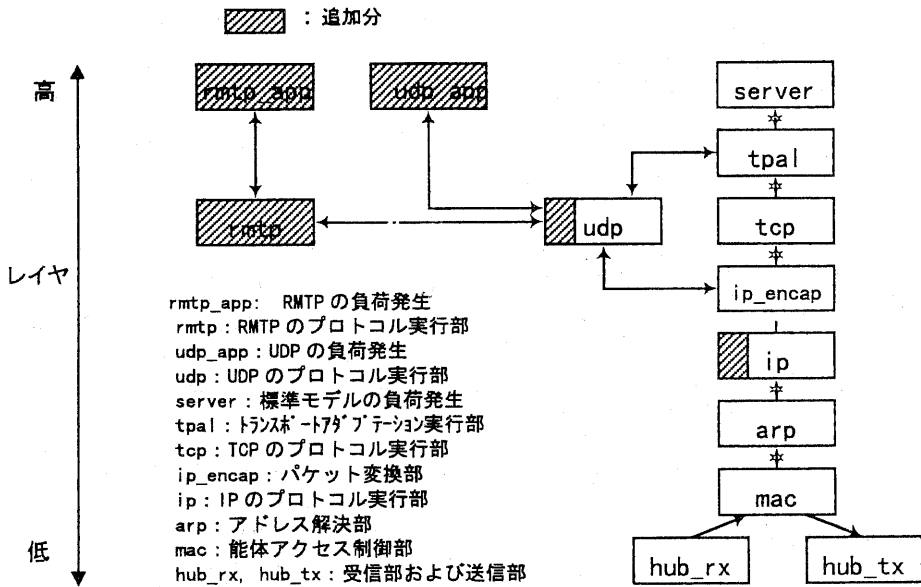 ：追加分
高
rmtp_app
udp_app
server
tpal
rmtp
udp
tcp
レイヤ
ip_encap
rmtp_app： RMTP の負荷発生
rmtp：RMTP のプロトコル実行部
udp_app：UDP の負荷発生
udp：UDP のプロトコル実行部
server：標準モデルの負荷発生
tpal：ﾄﾗﾝｽﾎﾟｰﾄｱﾀﾞﾌﾟﾃｰｼｮﾝ実行部
tcp：TCP のプロトコル実行部
ip_encap：パケット変換部
ip：IP のプロトコル実行部
arp：アドレス解決部
mac：能体アクセス制御部
hub_rx, hub_tx：受信部および送信部
ip
arp
mac
低
hub_rx
hub_tx